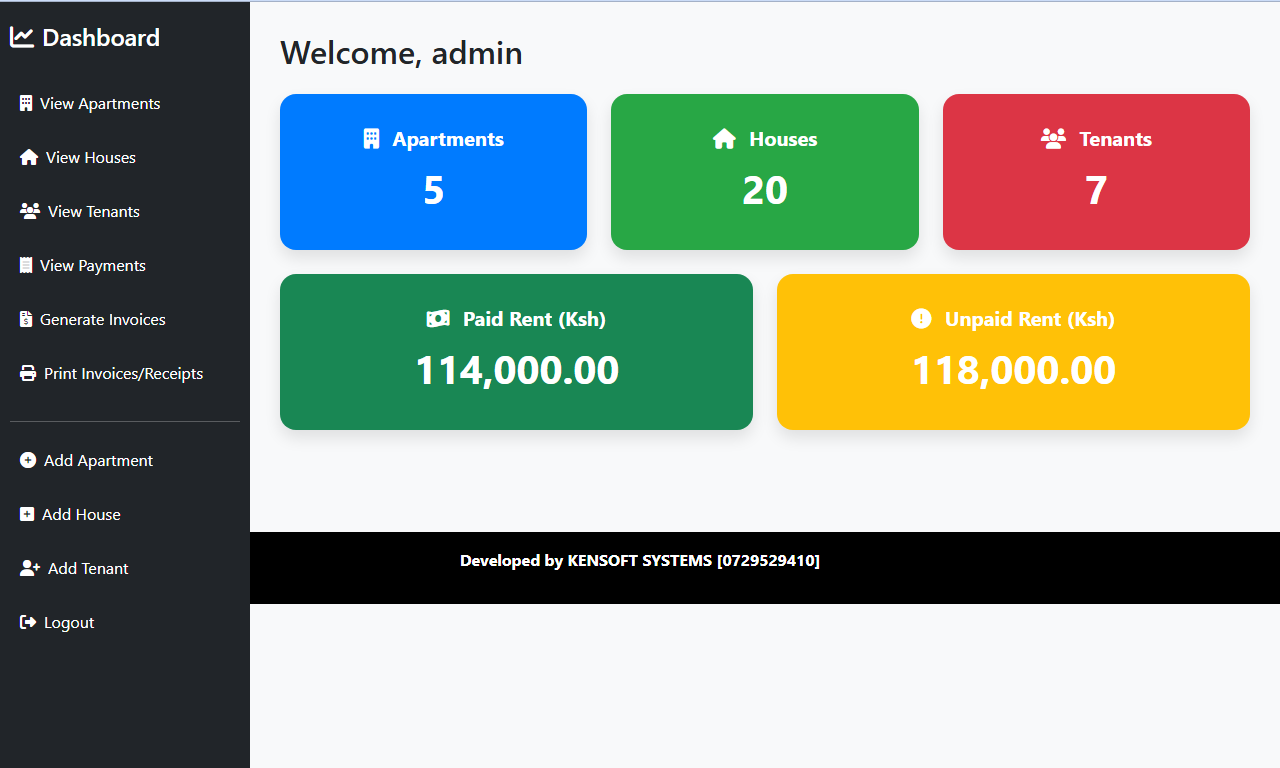 Dashboard
View Apartments
View Houses
View Tenants
View Payments
Generate Invoices
Print Invoices/Receipts
Add Apartment
Add House
Add Tenant
Logout
Welcome, admin
Apartments
5
Houses
20
Tenants
7
Paid Rent (Ksh)
114,000.00
Unpaid Rent (Ksh)
118,000.00
Developed by KENSOFT SYSTEMS [0729529410]